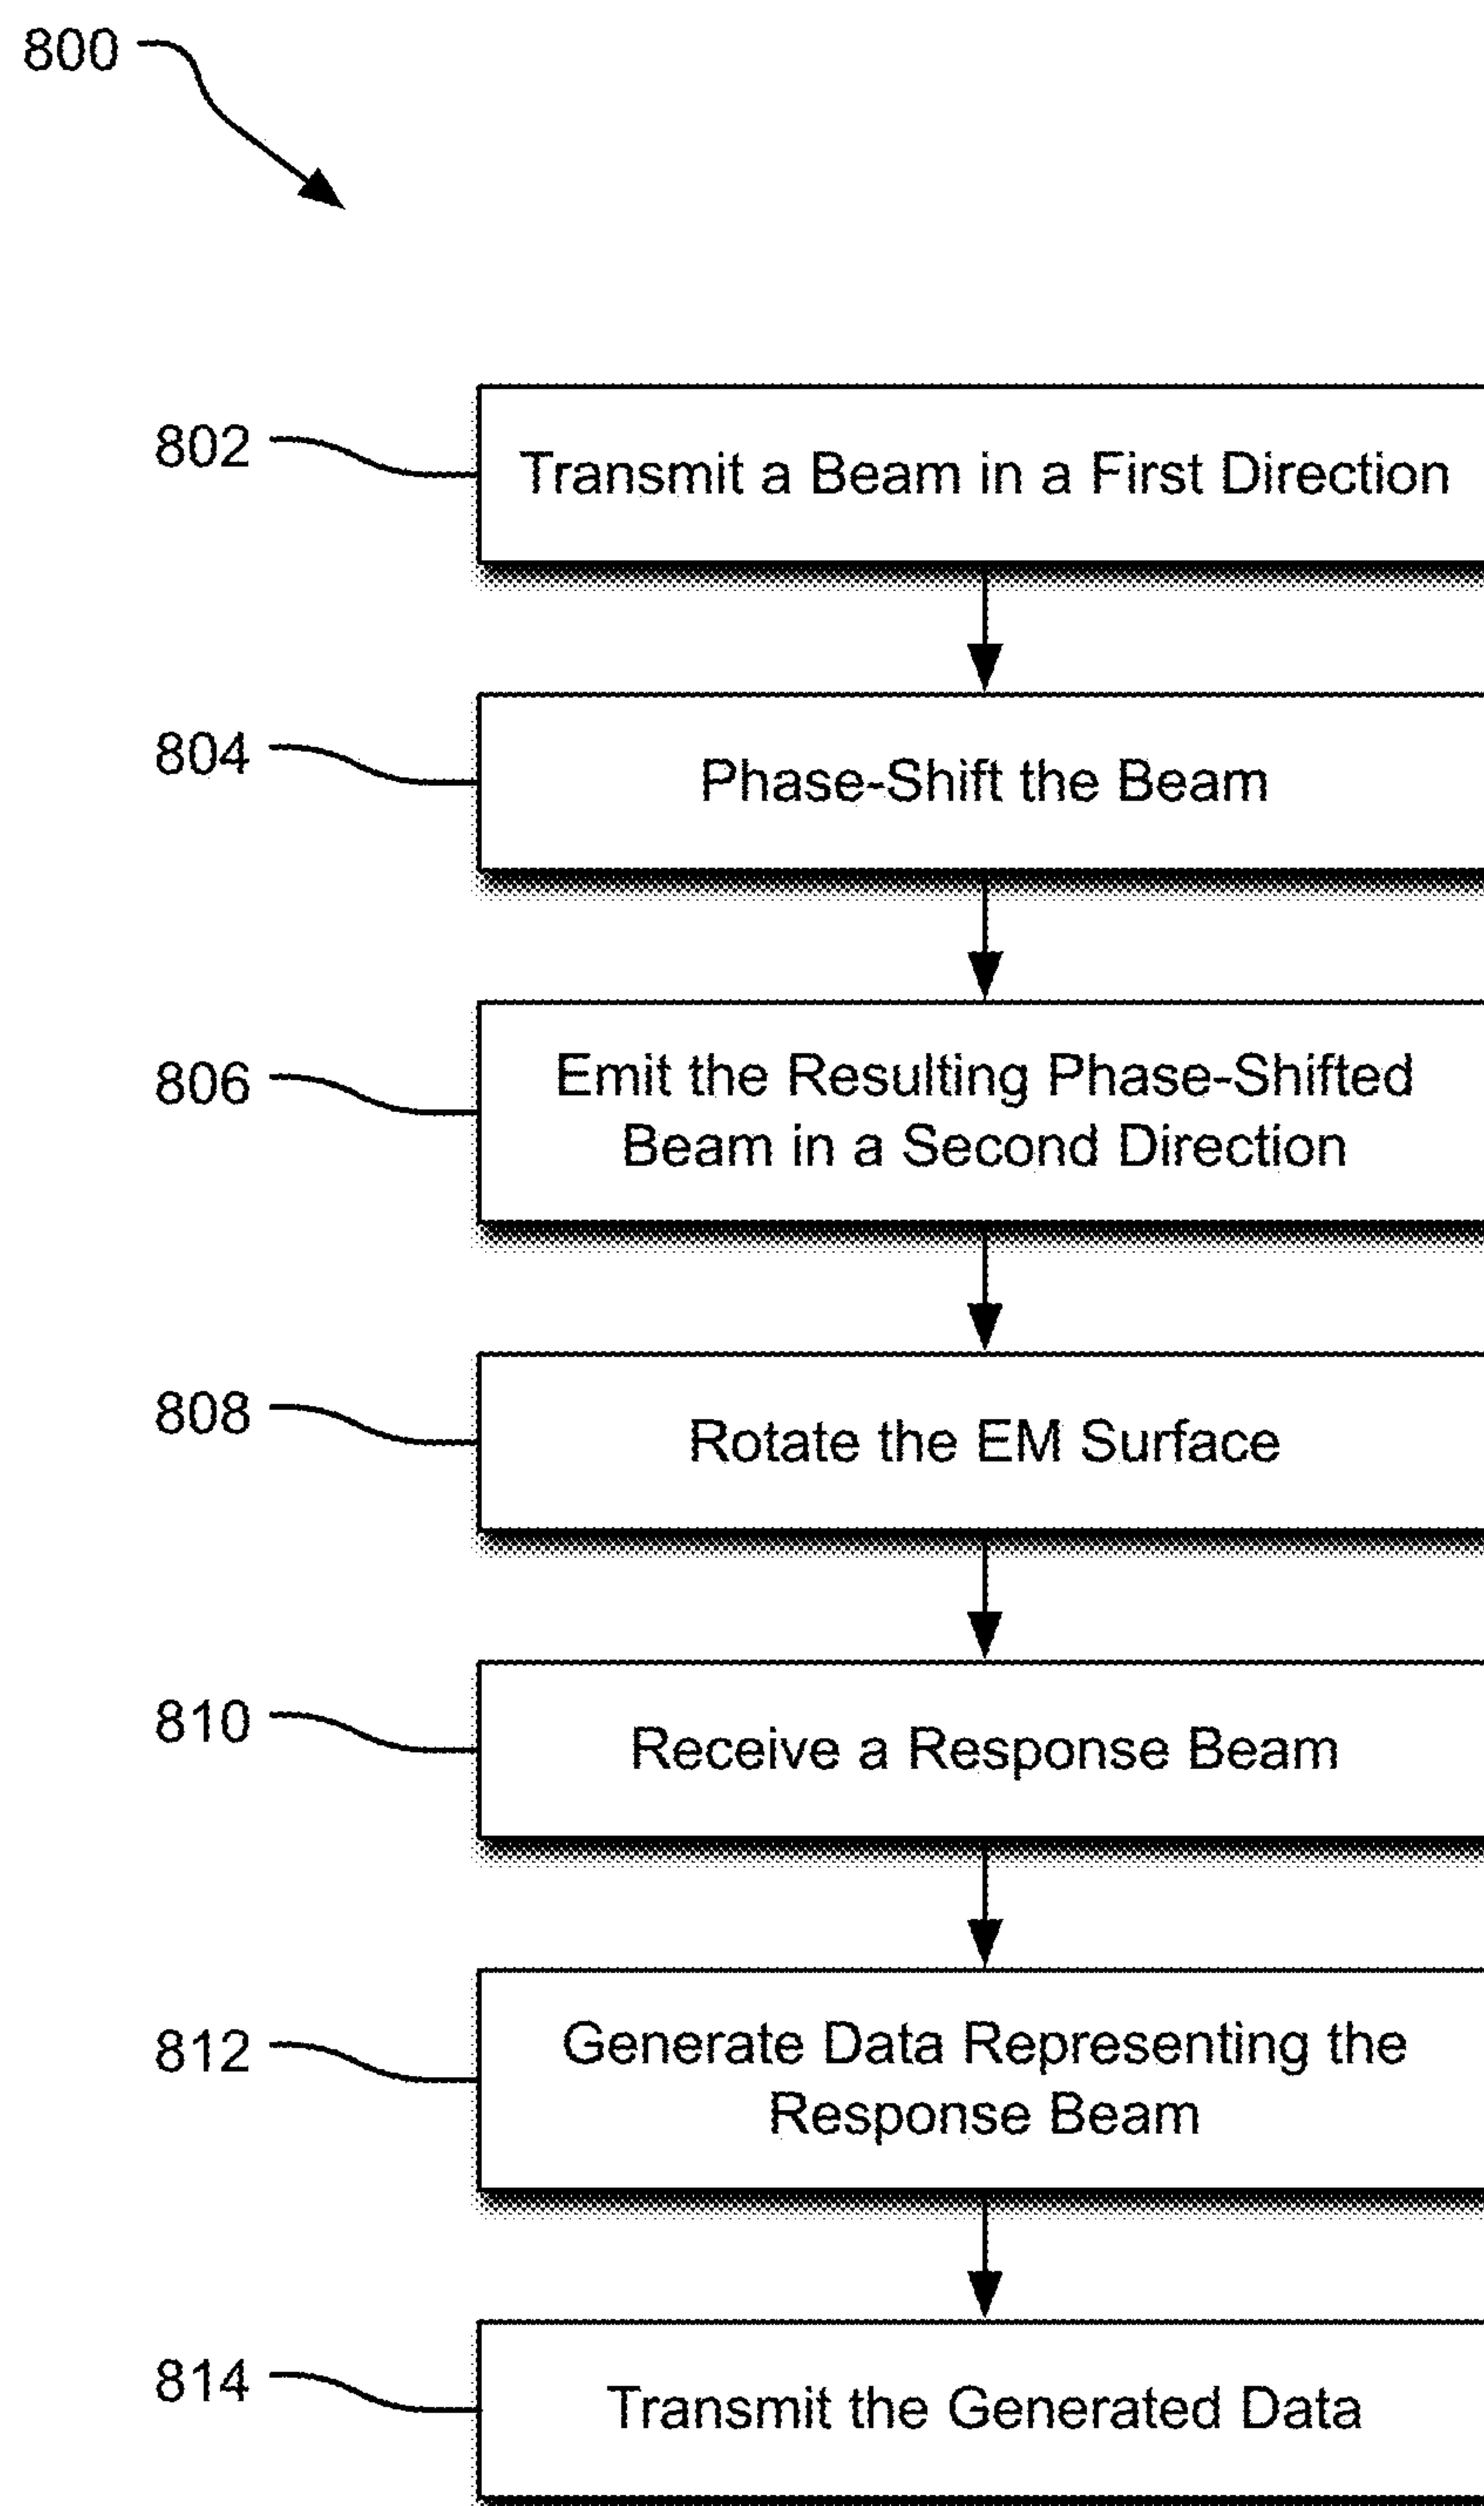 800
802
Transmit a Beam in a First Direction
804
Phase-Shift the Beam
806
Emit the Resulting Phase-Shifted
Beam in a Second Direction
808
Rotate the EM Surface
810
Receive a Response Beam
812
Generate Data Representing the
Response Beam
814
Transmit the Generated Data